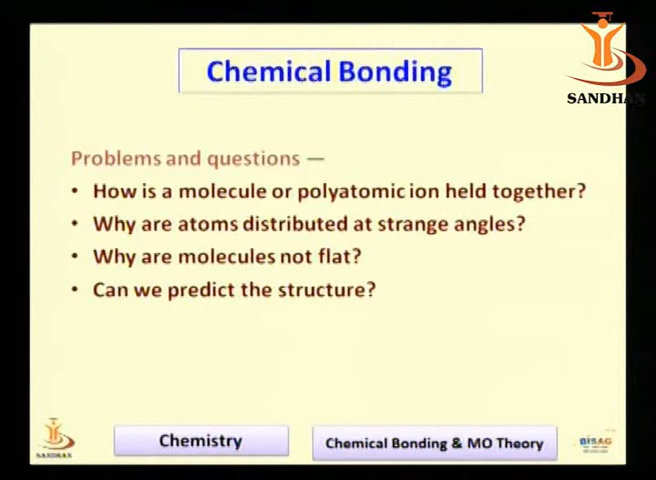 SANDHAN
Chemical Bonding
Problems and questions —
• How is a molecule or polyatomic ion held together?
• Why are atoms distributed at strange angles?
• Why are molecules not flat?
• Can we predict the structure?
SANDHAN
Chemistry
Chemical Bonding & MO Theory
BISAG